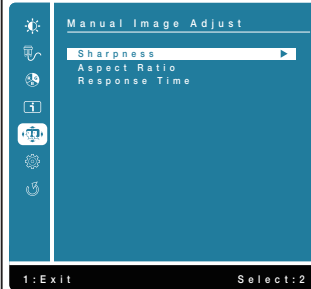 Manual Image Adjust
Sharpness
Aspect Ratio
Response Time
1:Exit Select:2